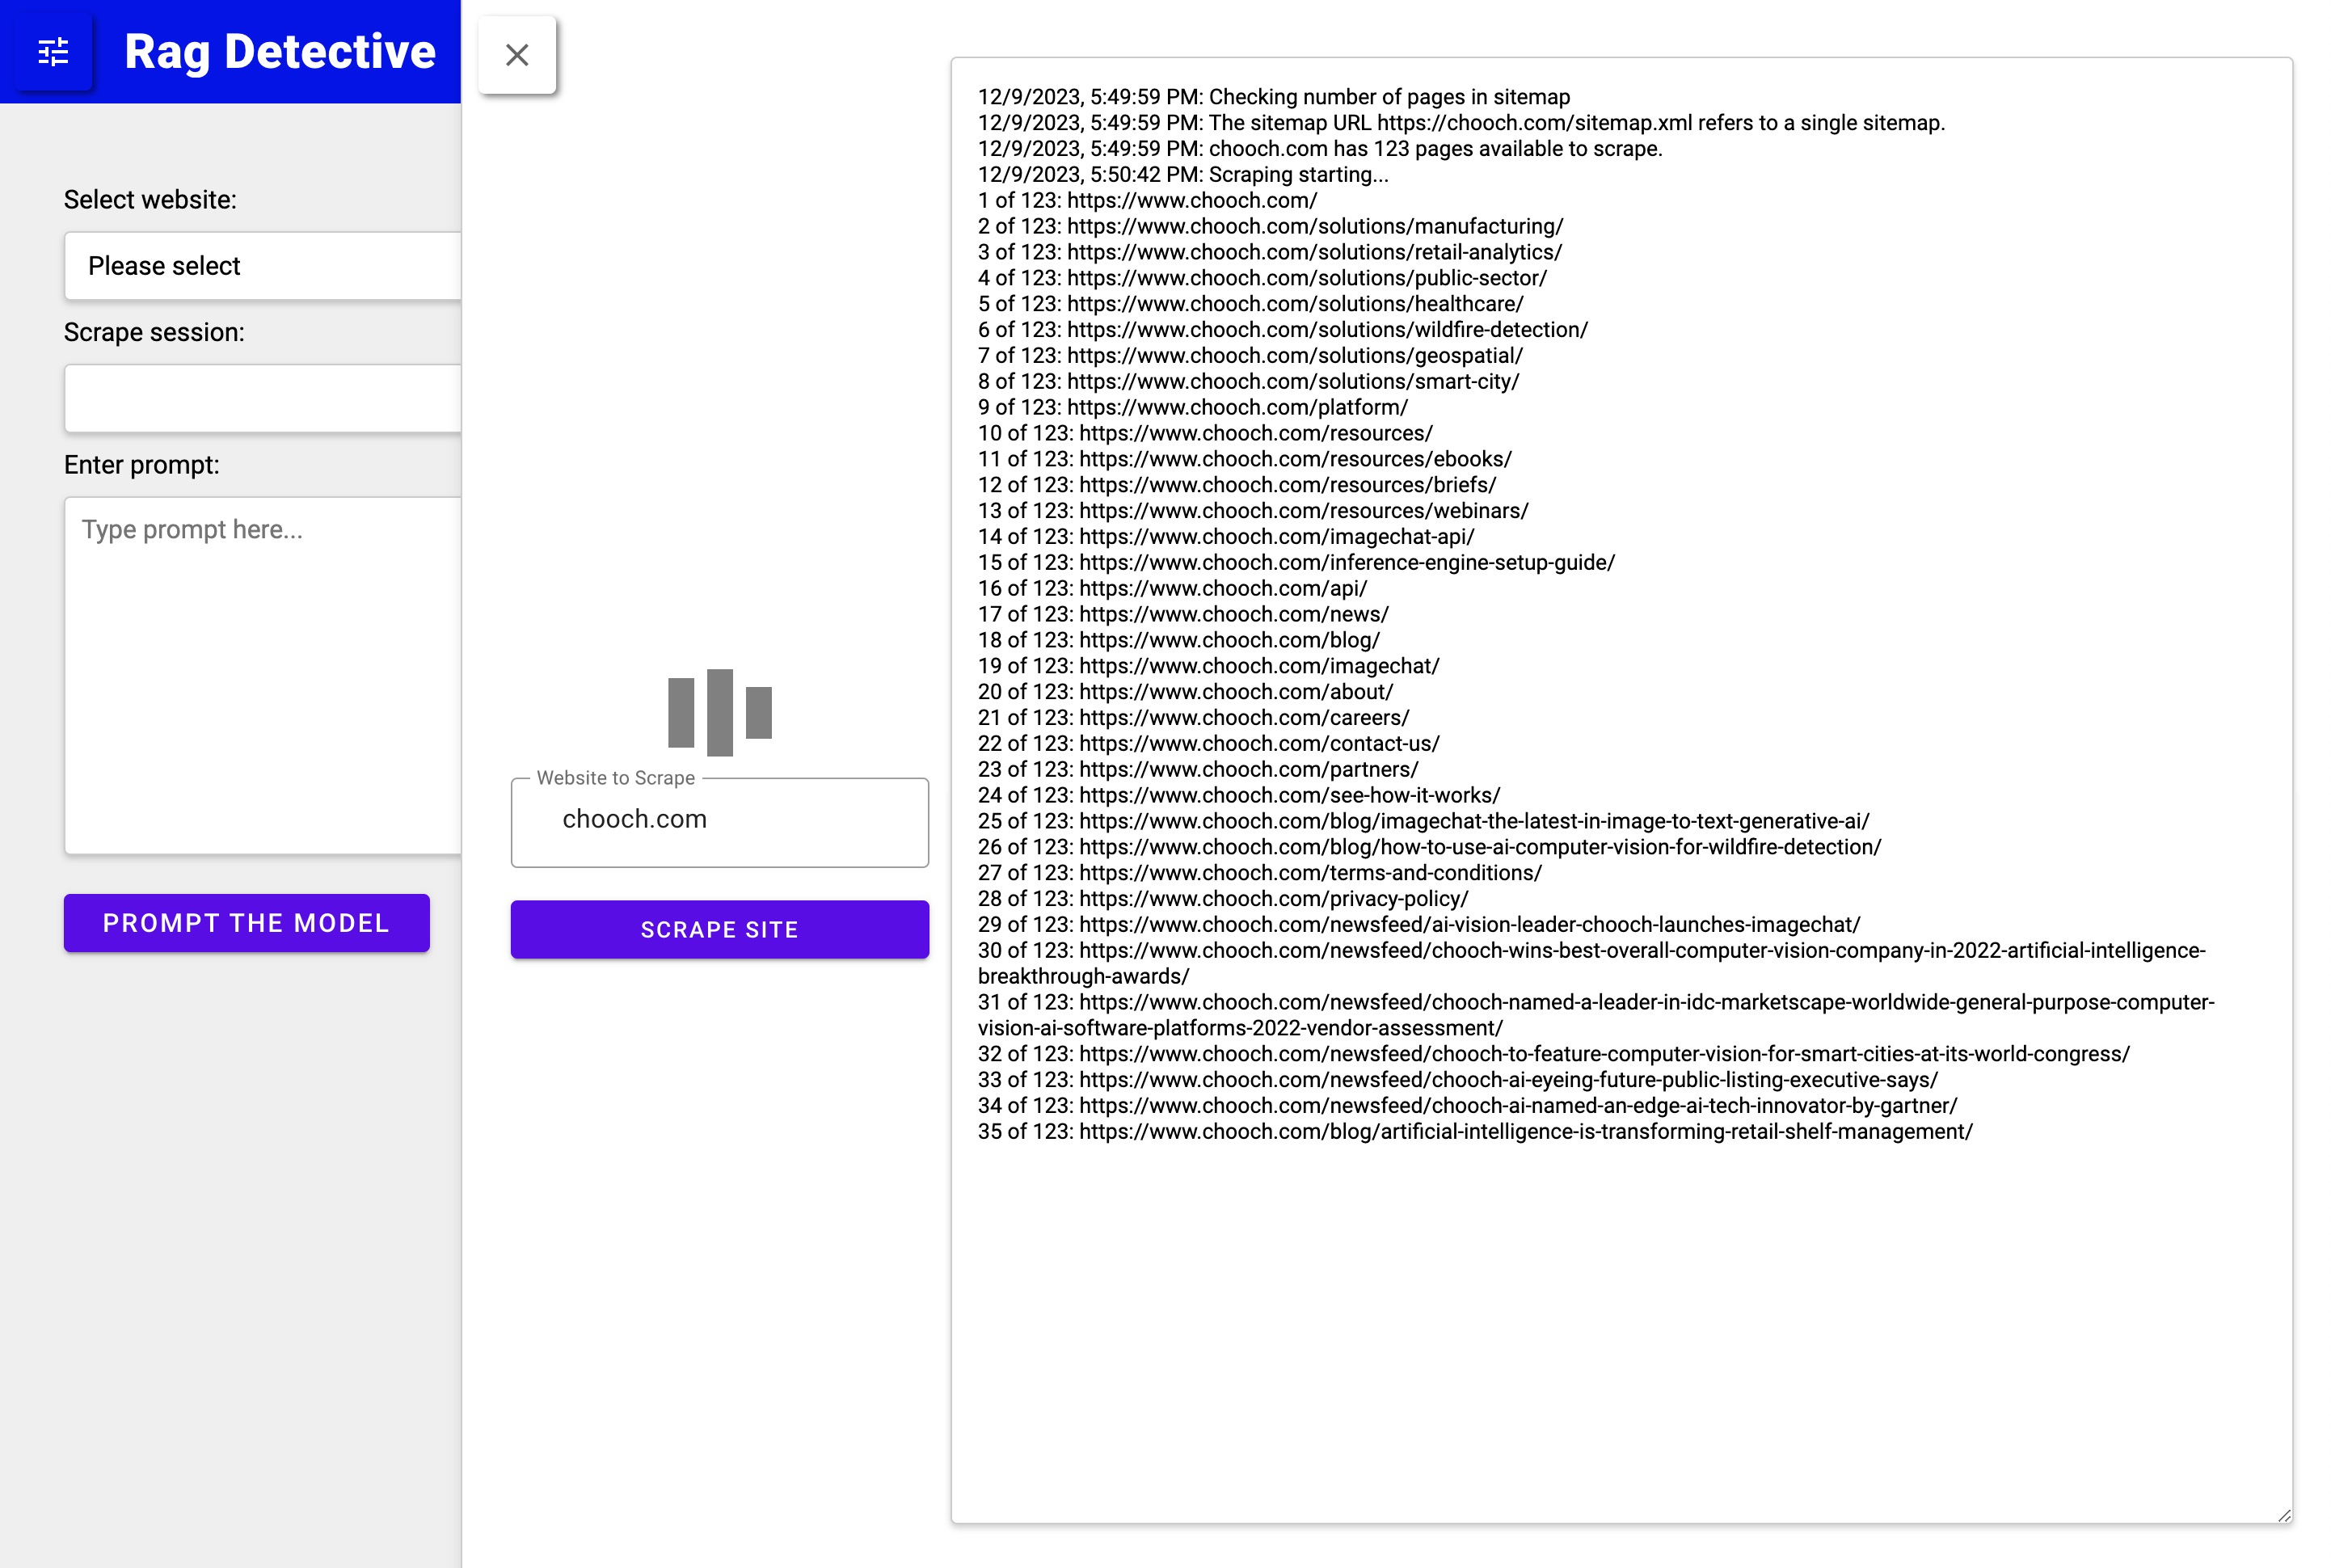 Rag Detective
Select website:
Please select
Scrape session:
Enter prompt:
Type prompt here...
PROMPT THE MODEL
Website to Scrape
chooch.com
SCRAPE SITE
12/9/2023, 5:49:59 PM: Checking number of pages in sitemap
12/9/2023, 5:49:59 PM: The sitemap URL https://chooch.com/sitemap.xml refers to a single sitemap.
12/9/2023, 5:49:59 PM: chooch.com has 123 pages available to scrape.
12/9/2023, 5:50:42 PM: Scraping starting...
1 of 123: https://www.chooch.com/
2 of 123: https://www.chooch.com/solutions/manufacturing/
3 of 123: https://www.chooch.com/solutions/retail-analytics/
4 of 123: https://www.chooch.com/solutions/public-sector/
5 of 123: https://www.chooch.com/solutions/healthcare/
6 of 123: https://www.chooch.com/solutions/wildfire-detection/
7 of 123: https://www.chooch.com/solutions/geospatial/
8 of 123: https://www.chooch.com/solutions/smart-city/
9 of 123: https://www.chooch.com/platform/
10 of 123: https://www.chooch.com/resources/
11 of 123: https://www.chooch.com/resources/ebooks/
12 of 123: https://www.chooch.com/resources/briefs/
13 of 123: https://www.chooch.com/resources/webinars/
14 of 123: https://www.chooch.com/imagechat-api/
15 of 123: https://www.chooch.com/inference-engine-setup-guide/
16 of 123: https://www.chooch.com/api/
17 of 123: https://www.chooch.com/news/
18 of 123: https://www.chooch.com/blog/
19 of 123: https://www.chooch.com/imagechat/
20 of 123: https://www.chooch.com/about/
21 of 123: https://www.chooch.com/careers/
22 of 123: https://www.chooch.com/contact-us/
23 of 123: https://www.chooch.com/partners/
24 of 123: https://www.chooch.com/see-how-it-works/
25 of 123: https://www.chooch.com/blog/imagechat-the-latest-in-image-to-text-generative-ai/
26 of 123: https://www.chooch.com/blog/how-to-use-ai-computer-vision-for-wildfire-detection/
27 of 123: https://www.chooch.com/terms-and-conditions/
28 of 123: https://www.chooch.com/privacy-policy/
29 of 123: https://www.chooch.com/newsfeed/ai-vision-leader-chooch-launches-imagechat/
30 of 123: https://www.chooch.com/newsfeed/chooch-wins-best-overall-computer-vision-company-in-2022-artificial-intelligence-
breakthrough-awards/
31 of 123: https://www.chooch.com/newsfeed/chooch-named-a-leader-in-idc-marketscape-worldwide-general-purpose-computer-
vision-ai-software-platforms-2022-vendor-assessment/
32 of 123: https://www.chooch.com/newsfeed/chooch-to-feature-computer-vision-for-smart-cities-at-its-world-congress/
33 of 123: https://www.chooch.com/newsfeed/chooch-ai-eyeing-future-public-listing-executive-says/
34 of 123: https://www.chooch.com/newsfeed/chooch-ai-named-an-edge-ai-tech-innovator-by-gartner/
35 of 123: https://www.chooch.com/blog/artificial-intelligence-is-transforming-retail-shelf-management/